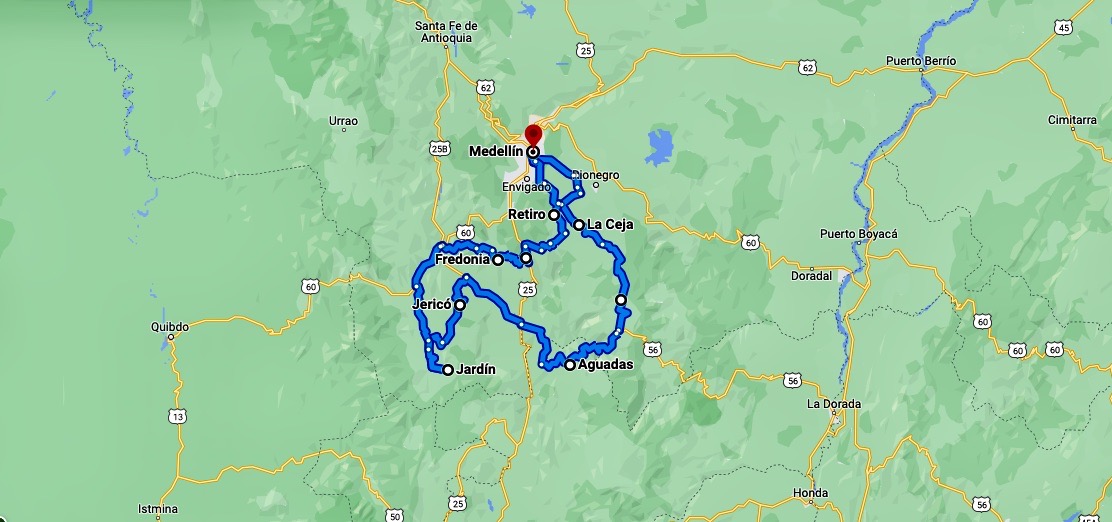 Santa Fe de
Antioquia
45
25
62
Puerto Berrío
62
Urrao
Cimitarra
25B
Medellín
Envigado
Rionegro
Retiro
La Ceja
60
60
Puerto Boyacá
Fredonia
Doradal
60
25
Jericó
Quibdo
60
56
60
60
Jardín
Aguadas
56
La Dorada
13
Honda
25
56
Istmina
50
45A